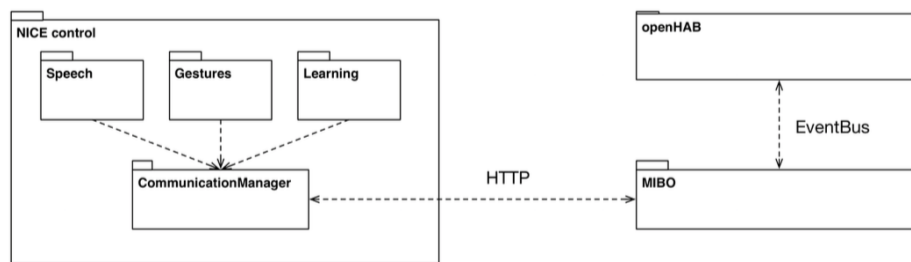 NICE control
openHAB
Speech
Gestures
Learning
EventBus
CommunicationManager
HTTP
MIBO